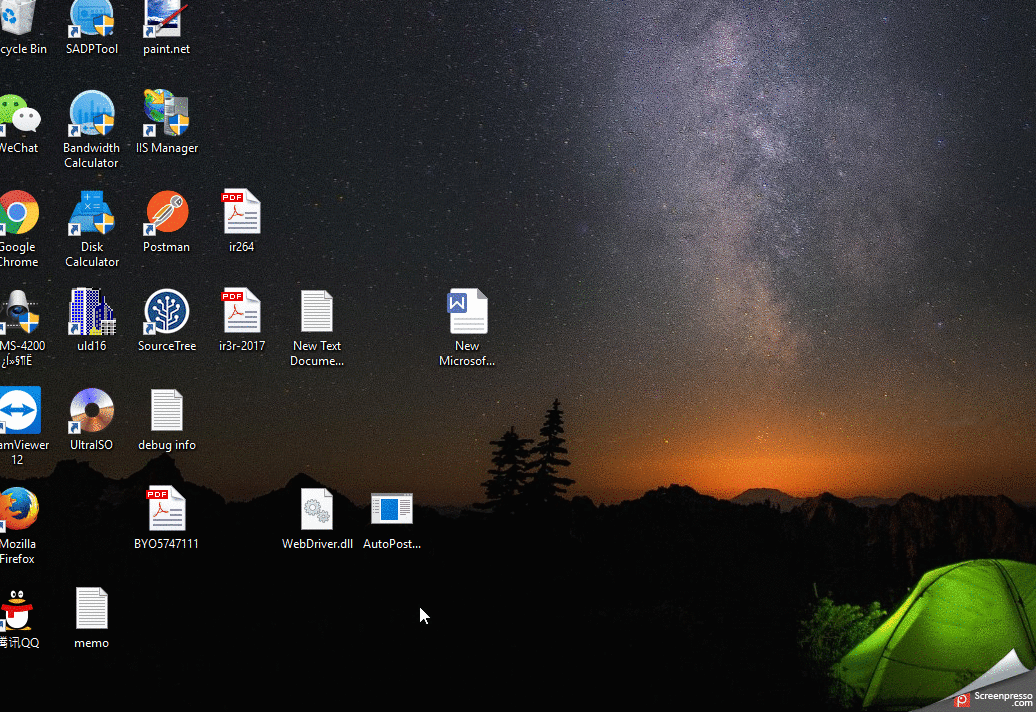 cycle Bin
SADPTool
paint.net
WeChat
Bandwidth
Calculator
IIS Manager
Google
Chrome
Disk
Calculator
Postman
PDF
ir264
MS-4200
¿Í»§¶Ë
uld16
SourceTree
PDF
ir3r-2017
New Text
Docume...
W
New
Microsof...
amViewer
12
UltraISO
debug info
Mozilla
Firefox
PDF
BYO5747111
WebDriver.dll
AutoPost...
腾讯QQ
memo
Screenpresso
.com